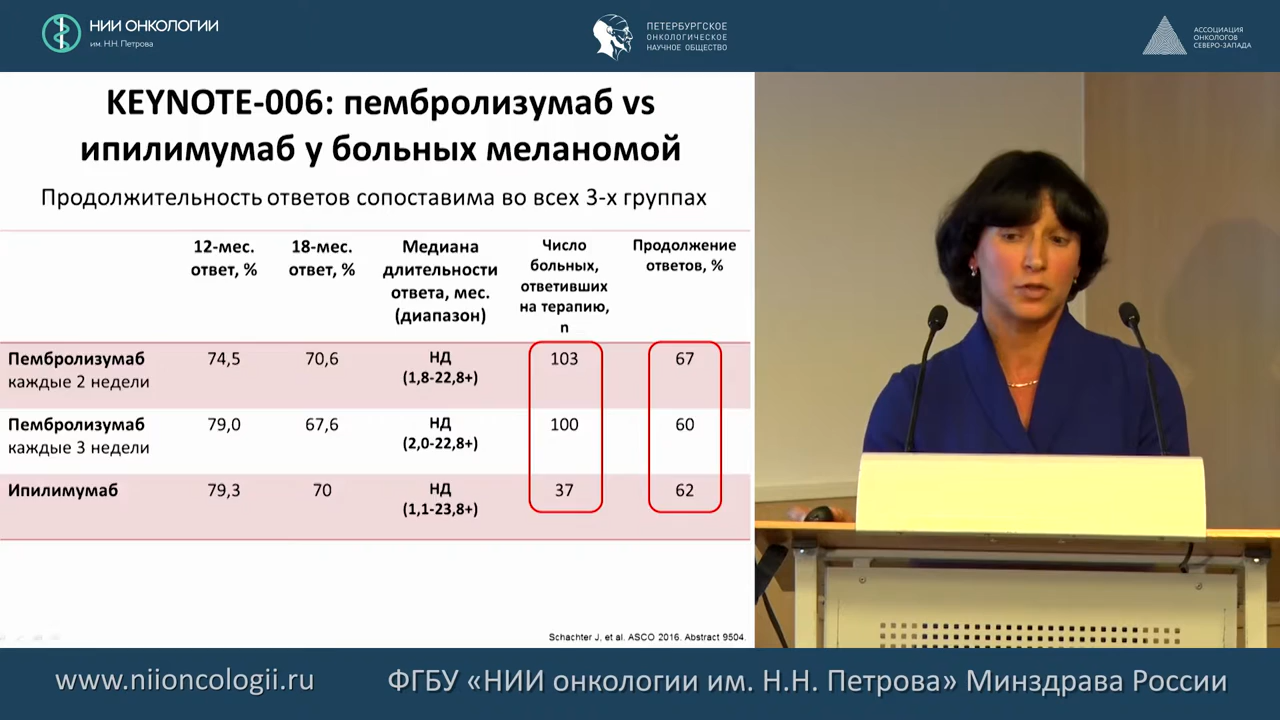 НИИ ОНКОЛОГИИ
им. Н.Н. Петрова
ПЕТЕРБУРГСКОЕ
ОНКОЛОГИЧЕСКОЕ
НАУЧНОЕ ОБЩЕСТВО
АССОЦИАЦИЯ
ОНКОЛОГОВ
СЕВЕРО-ЗАПАДА
KEYNOTE-006: пембролизумаб vs
ипилимумаб у больных меланомой
Продолжительность ответов сопоставима во всех 3-х группах
12-мес. ответ, %
18-мес. ответ, %
Медиана длительности ответа, мес. (диапазон)
Число больных, ответивших на терапию, n
Продолжение ответов, %
Пембролизумаб каждые 2 недели 74,5 70,6 НД (1,8-22,8+) 103 67
Пембролизумаб каждые 3 недели 79,0 67,6 НД (2,0-22,8+) 100 60
Ипилимумаб 79,3 70 НД (1,1-23,8+) 37 62
Schachter J, et al. ASCO 2016. Abstract 9504.
www.niioncologii.ru
ФГБУ «НИИ онкологии им. Н.Н. Петрова» Минздрава России